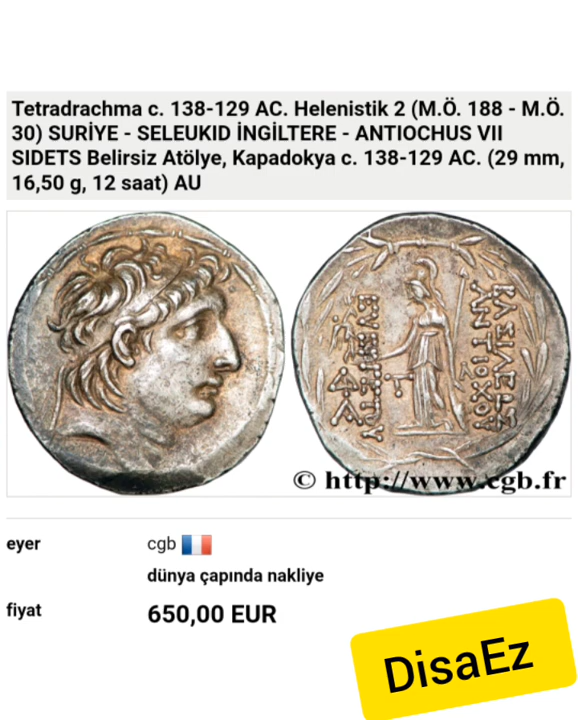 Tetradrachma c. 138-129 AC. Helenistik 2 (M.Ö. 188 - M.Ö.
30) SURİYE - SELEUKID İNGİLTERE - ANTIOCHUS VII
SIDETS Belirsiz Atölye, Kapadokya c. 138-129 AC. (29 mm,
16,50 g, 12 saat) AU
ΒΑΣΙΛΕΩΣ
ΑΝΤΙΟΧΟΥ
ΕΥΕΡΓΕΤΟΥ
© http://www.cgb.fr
eyer
cgb
dünya çapında nakliye
fiyat
650,00 EUR
DisaEz